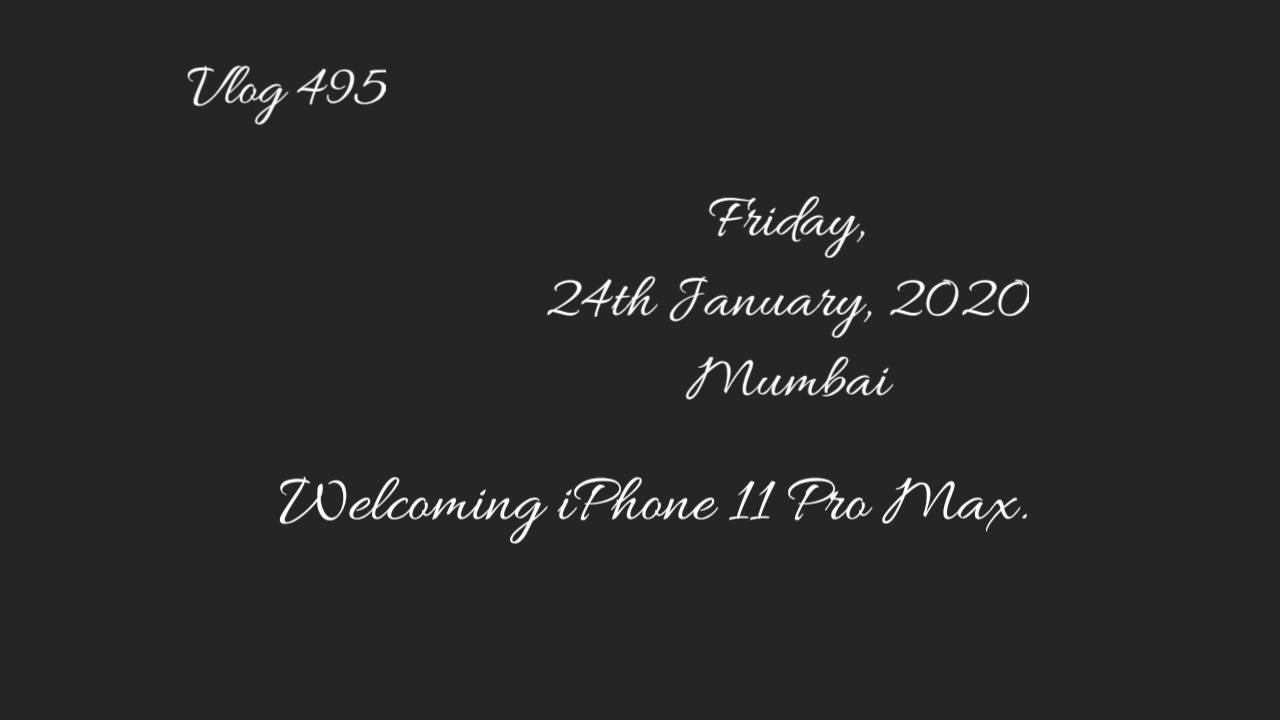 Vlog 495
Friday,
24th January, 2020
Mumbai
Welcoming iPhone 11 Pro Max.